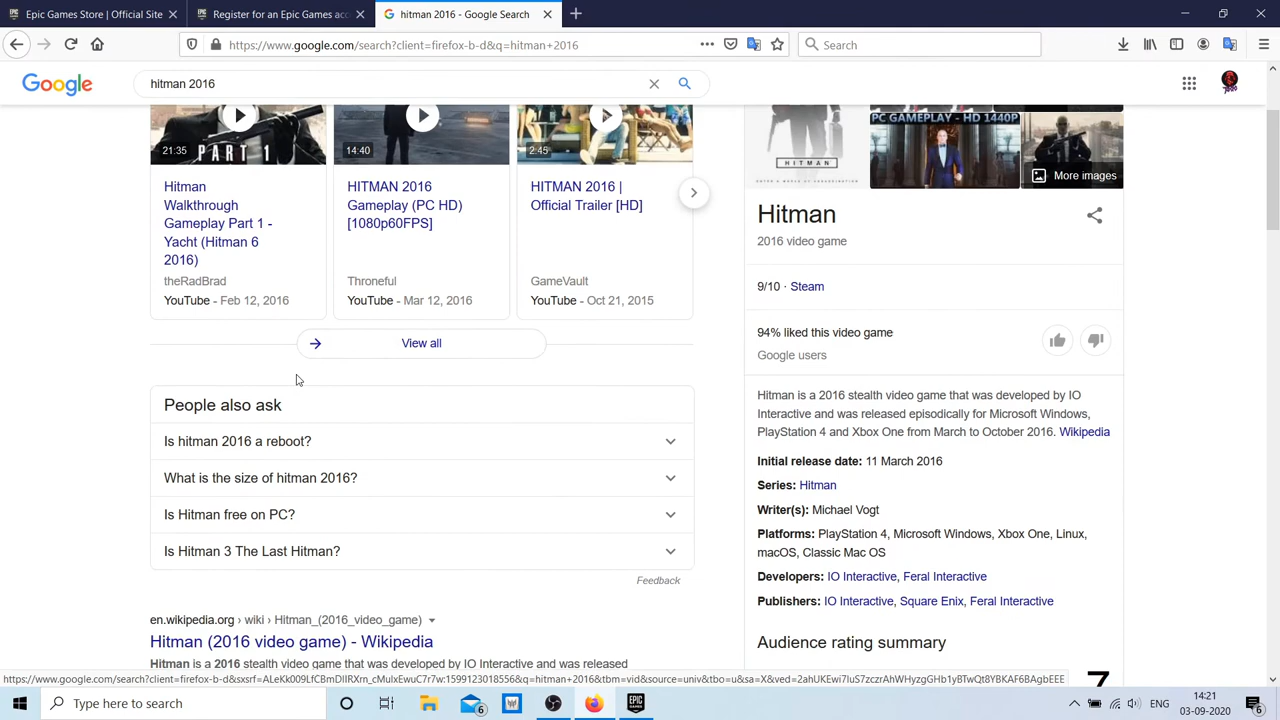 Epic Games Store | Official Site
Register for an Epic Games acc
hitman 2016 - Google Search
https://www.google.com/search?client=firefox-b-d&q=hitman+2016
Search
Google
hitman 2016
21:35
PART 1
14:40
2:45
Hitman
Walkthrough
Gameplay Part 1 -
Yacht (Hitman 6
2016)
theRadBrad
YouTube - Feb 12, 2016
HITMAN 2016
Gameplay (PC HD)
[1080p60FPS]
Throneful
YouTube - Mar 12, 2016
HITMAN 2016 |
Official Trailer [HD]
GameVault
YouTube - Oct 21, 2015
View all
People also ask
Is hitman 2016 a reboot?
What is the size of hitman 2016?
Is Hitman free on PC?
Is Hitman 3 The Last Hitman?
Feedback
en.wikipedia.org › wiki › Hitman_(2016_video_game)
Hitman (2016 video game) - Wikipedia
Hitman is a 2016 stealth video game that was developed by IO Interactive and was released
HITMAN
PC GAMEPLAY - HD 1440P
More images
Hitman
2016 video game
9/10 · Steam
94% liked this video game
Google users
Hitman is a 2016 stealth video game that was developed by IO
Interactive and was released episodically for Microsoft Windows,
PlayStation 4 and Xbox One from March to October 2016. Wikipedia
Initial release date: 11 March 2016
Series: Hitman
Writer(s): Michael Vogt
Platforms: PlayStation 4, Microsoft Windows, Xbox One, Linux,
macOS, Classic Mac OS
Developers: IO Interactive, Feral Interactive
Publishers: IO Interactive, Square Enix, Feral Interactive
Audience rating summary
Type here to search
6
EPIC
GAMES
ENG
14:21
03-09-2020
6